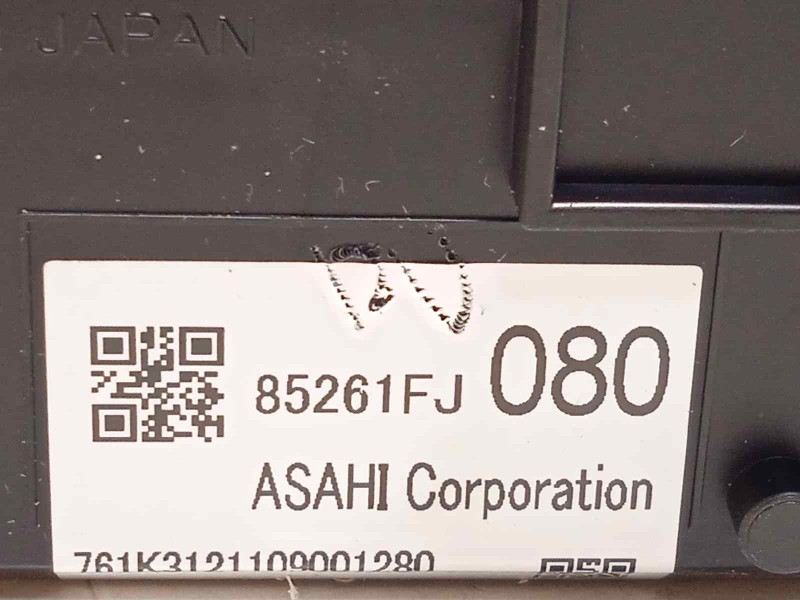 JAPAN
85261FJ 080
ASAHI Corporation
761K3121109001280